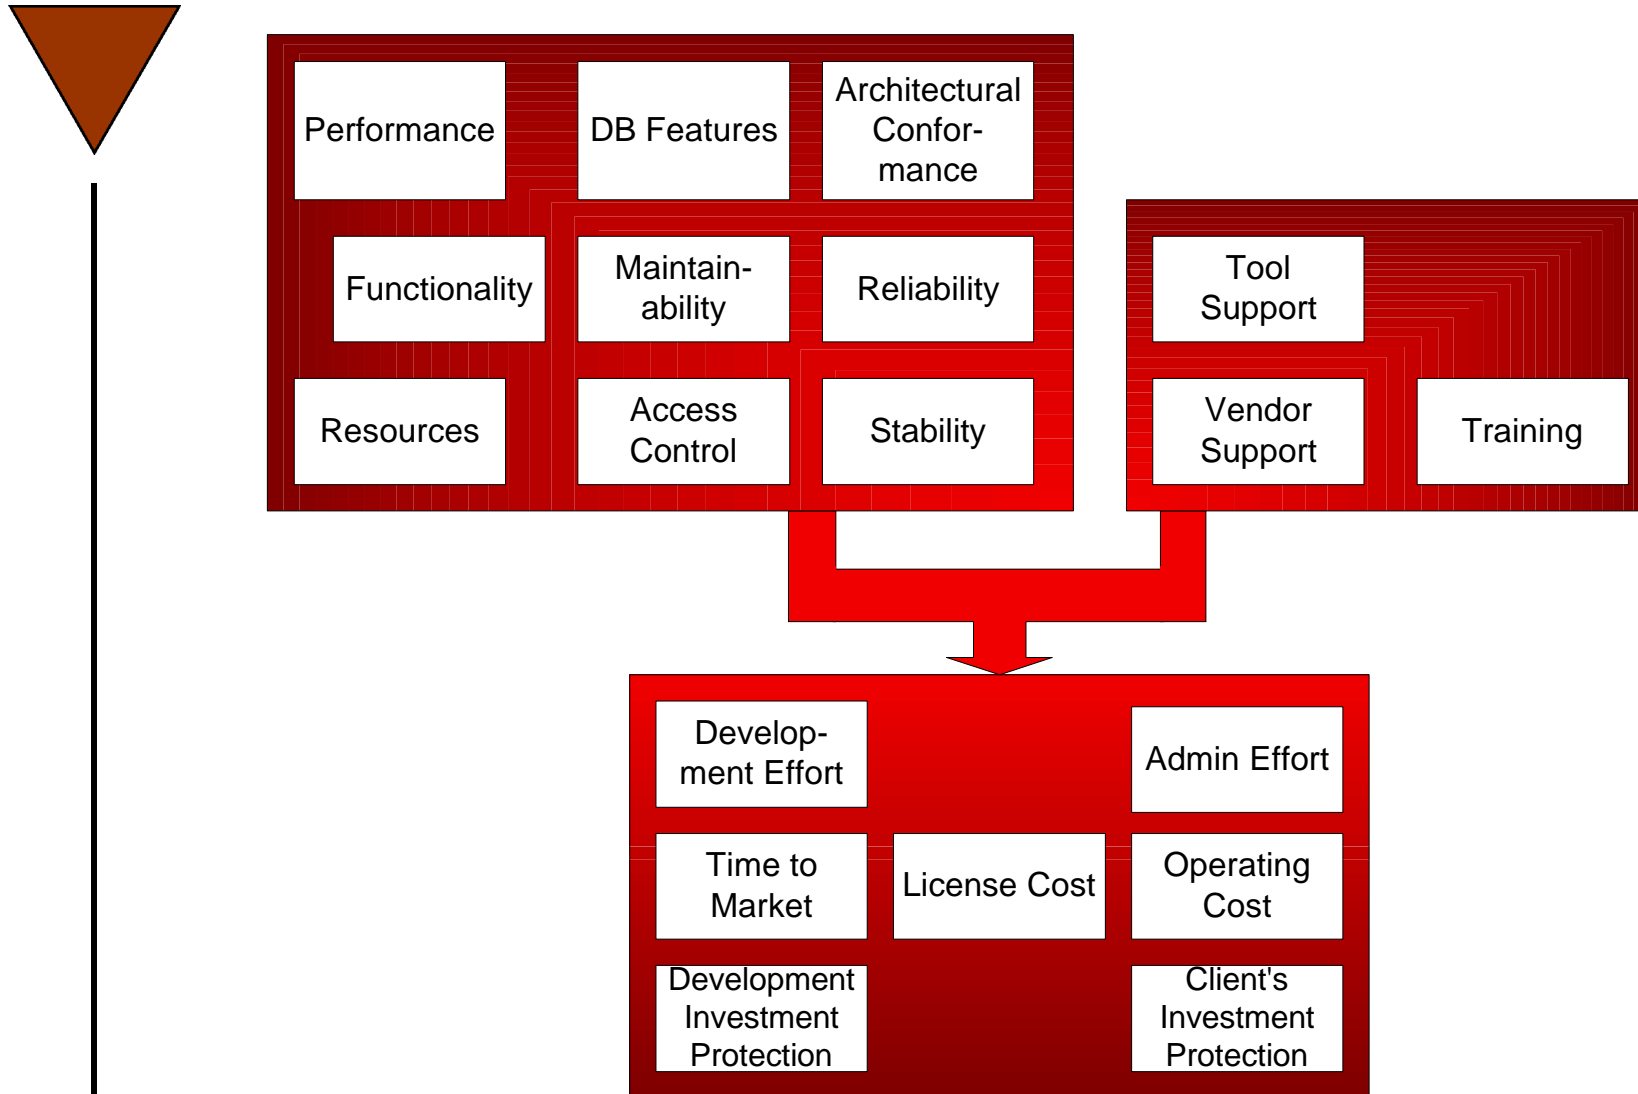 Performance
DB Features
Architectural
Confor-
mance
Functionality
Maintain-
ability
Reliability
Resources
Access
Control
Stability
Tool
Support
Vendor
Support
Training
Develop-
ment Effort
Admin Effort
Time to
Market
License Cost
Operating
Cost
Development
Investment
Protection
Client's
Investment
Protection